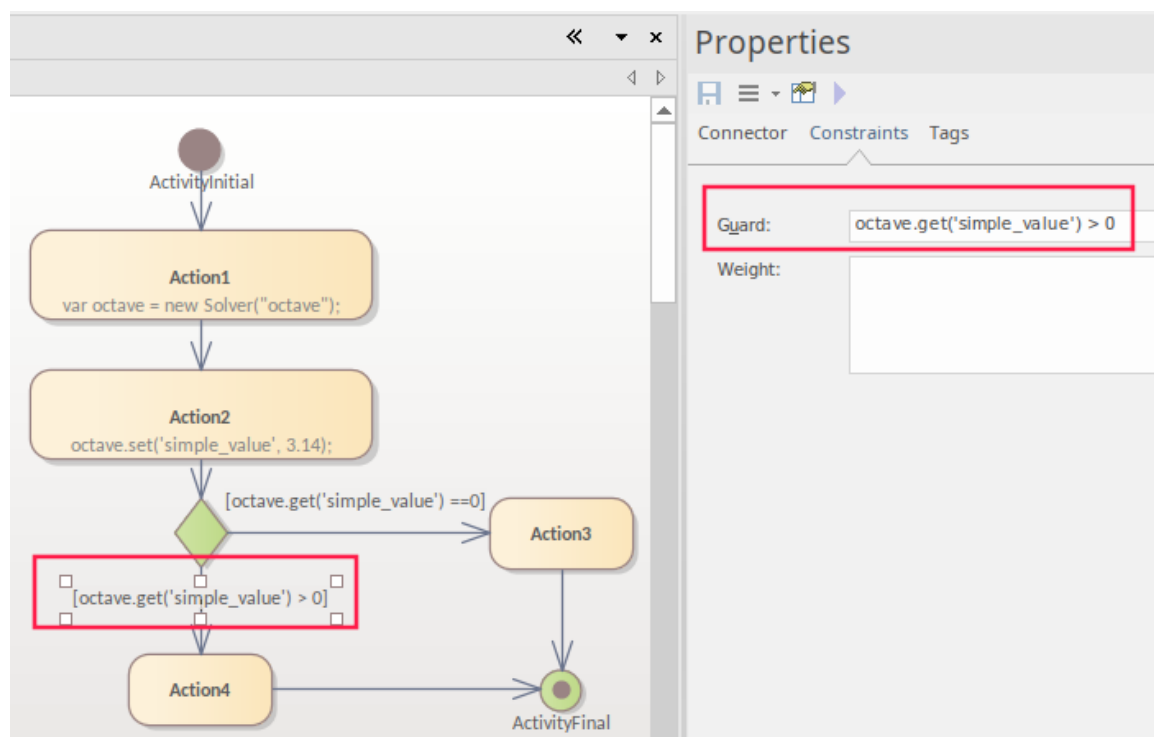 Properties
Connector Constraints Tags
ActivityInitial
Guard: octave.get('simple_value') > 0
Action1
var octave = new Solver("octave");
Weight:
Action2
octave.set('simple_value', 3.14);
[octave.get('simple_value') ==0]
Action3
[octave.get('simple_value') > 0]
Action4
ActivityFinal